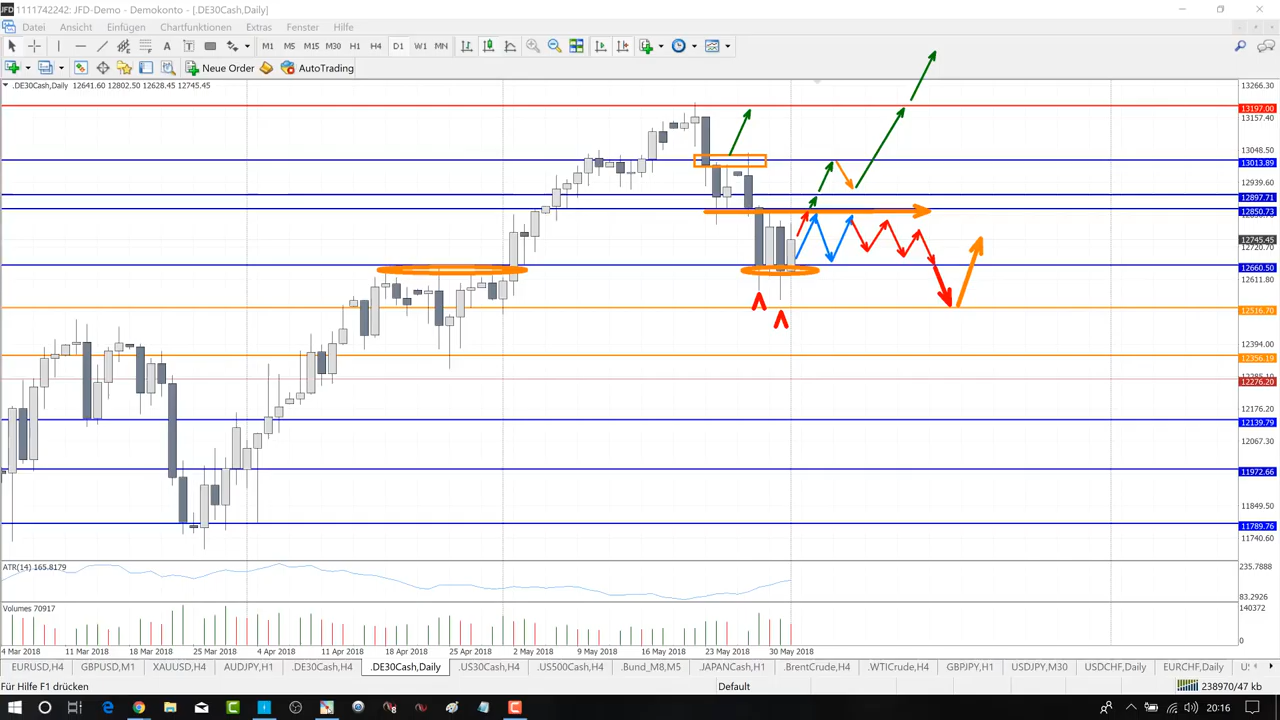 1111742242: JFD-Demo - Demokonto - [.DE30Cash,Daily]
Datei Ansicht Einfügen Chartfunktionen Extras Fenster Hilfe
A T M1 M5 M15 M30 H1 H4 D1 W1 MN
Neue Order AutoTrading
.DE30Cash,Daily 12641.60 12802.50 12628.45 12745.45
13266.30
13197.00
13157.40
13048.50
13013.89
12939.60
12897.71
12850.73
12745.45
12720.70
12660.50
12611.80
12516.70
12394.00
12356.19
12285.10
12276.20
12176.20
12139.79
12067.30
11972.66
11849.50
11789.76
11740.60
ATR(14) 165.8179
235.7888
83.2926
Volumes 70917
140372
0
4 Mar 2018 11 Mar 2018 18 Mar 2018 25 Mar 2018 4 Apr 2018 11 Apr 2018 18 Apr 2018 25 Apr 2018 2 May 2018 9 May 2018 16 May 2018 23 May 2018 30 May 2018
EURUSD,H4 GBPUSD,M1 XAUUSD,H4 AUDJPY,H1 .DE30Cash,H4 .DE30Cash,Daily .US30Cash,H4 .US500Cash,H4 .Bund_M8,M5 .JAPANCash,H1 .BrentCrude,H4 .WTICrude,H4 GBPJPY,H1 USDJPY,M30 USDCHF,Daily EURCHF,Daily
Für Hilfe F1 drücken Default 238970/47 kb
20:16